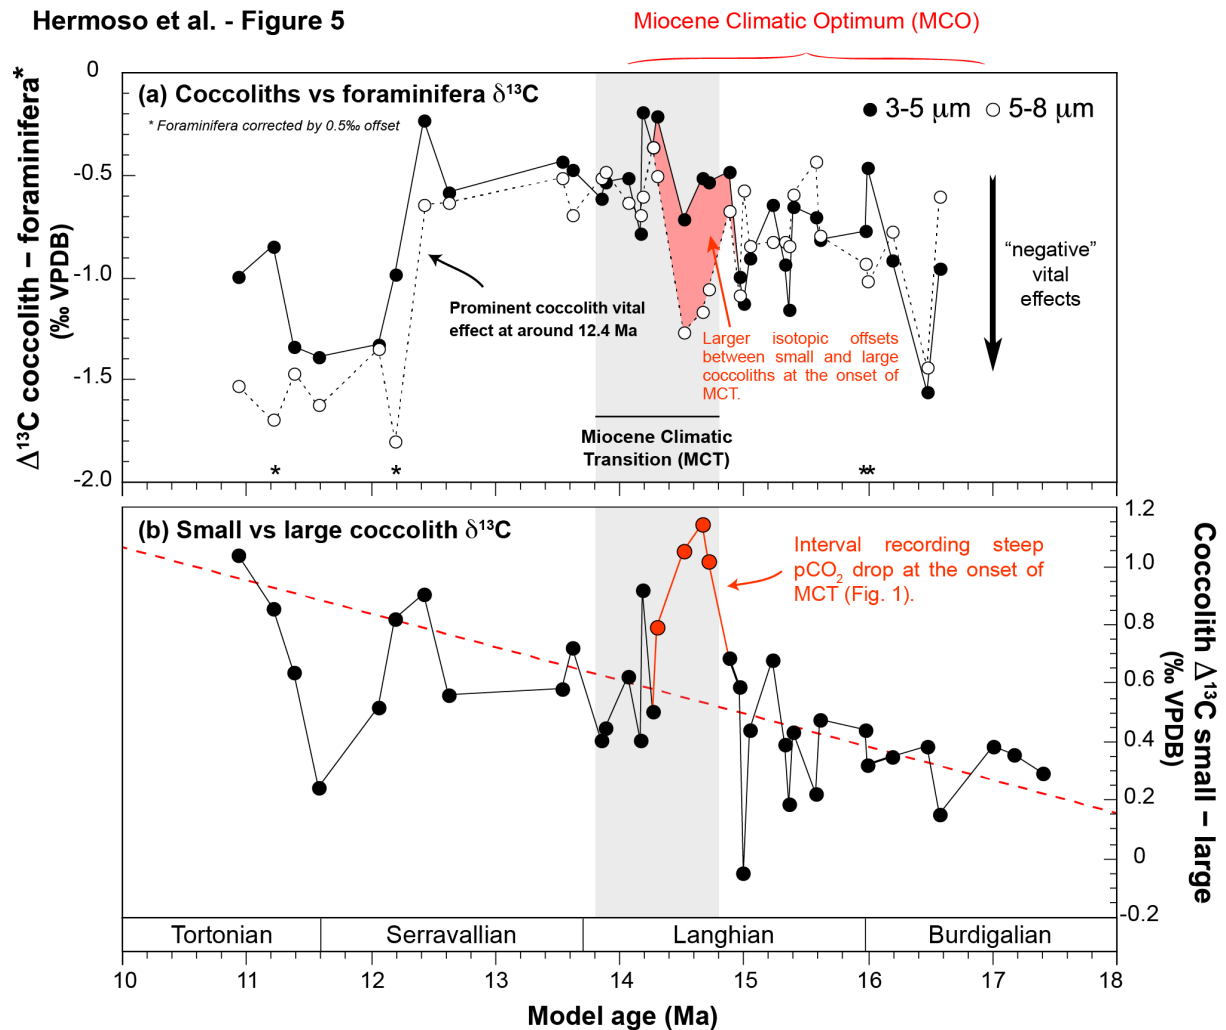 Hermoso et al. - Figure 5
Miocene Climatic Optimum (MCO)
(a) Coccoliths vs foraminifera δ¹³C
* Foraminifera corrected by 0.5‰ offset
3-5 μm
5-8 μm
0
-0.5
-1.0
-1.5
-2.0
Δ¹³C coccolith – foraminifera*
(‰ VPDB)
Prominent coccolith vital
effect at around 12.4 Ma
Larger isotopic offsets
between small and large
coccoliths at the onset of
MCT.
"negative"
vital
effects
Miocene Climatic
Transition (MCT)
* * **
(b) Small vs large coccolith δ¹³C
Interval recording steep
pCO₂ drop at the onset of
MCT (Fig. 1).
1.2
1.0
0.8
0.6
0.4
0.2
0
-0.2
Coccolith Δ¹³C small – large
(‰ VPDB)
Tortonian Serravallian Langhian Burdigalian
10 11 12 13 14 15 16 17 18
Model age (Ma)